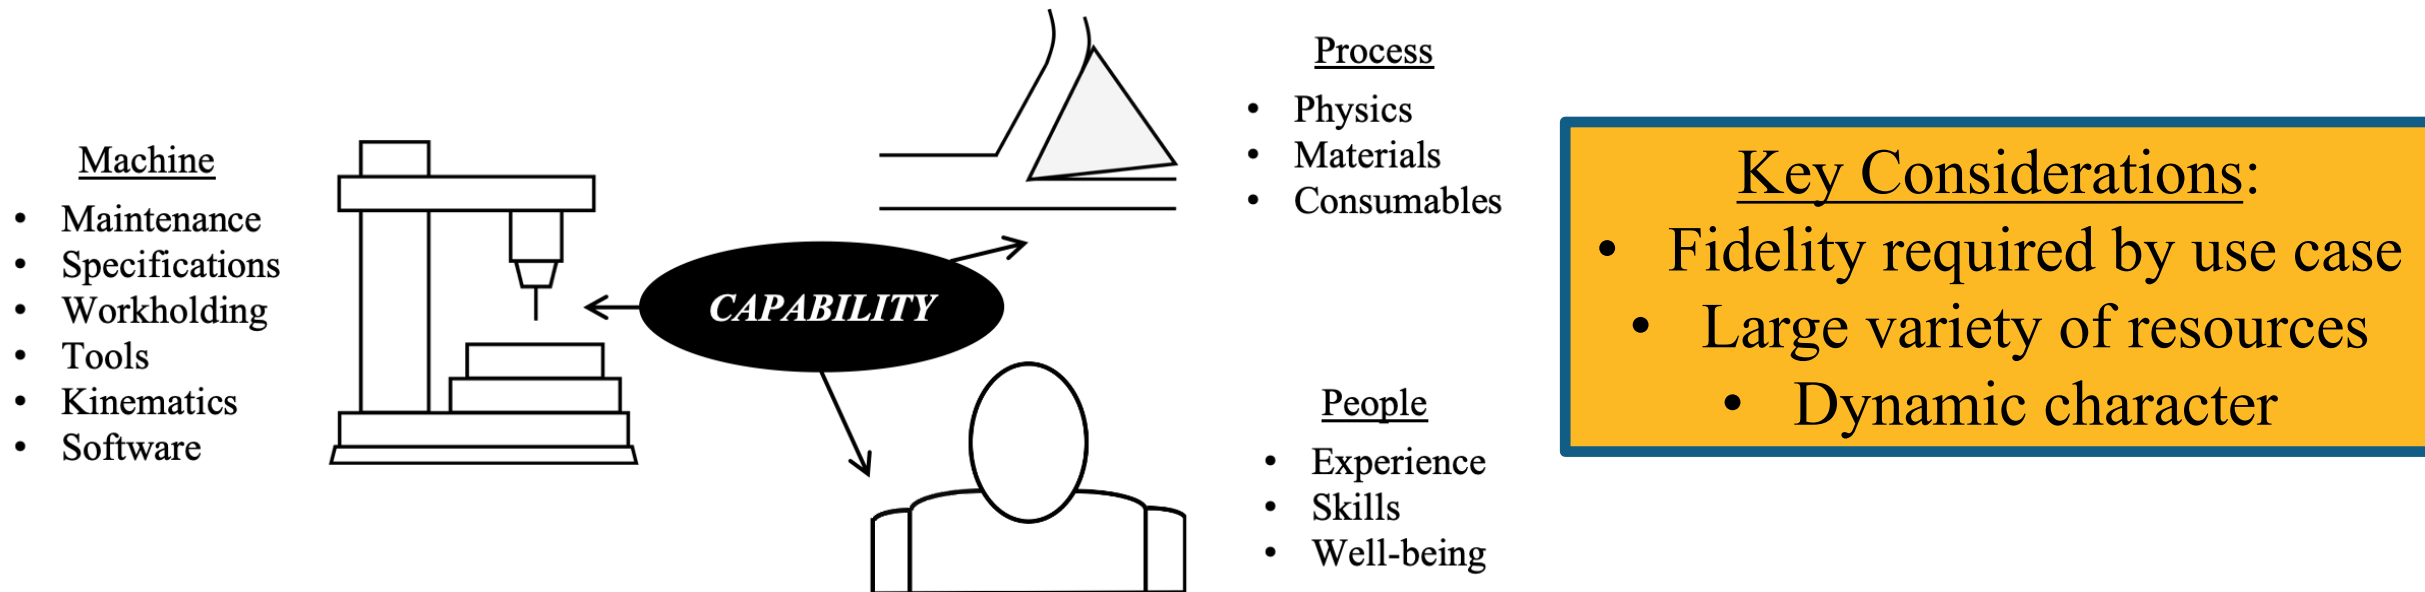 Machine
• Maintenance
• Specifications
• Workholding
• Tools
• Kinematics
• Software
CAPABILITY
Process
• Physics
• Materials
• Consumables
People
• Experience
• Skills
• Well-being
Key Considerations:
• Fidelity required by use case
• Large variety of resources
• Dynamic character